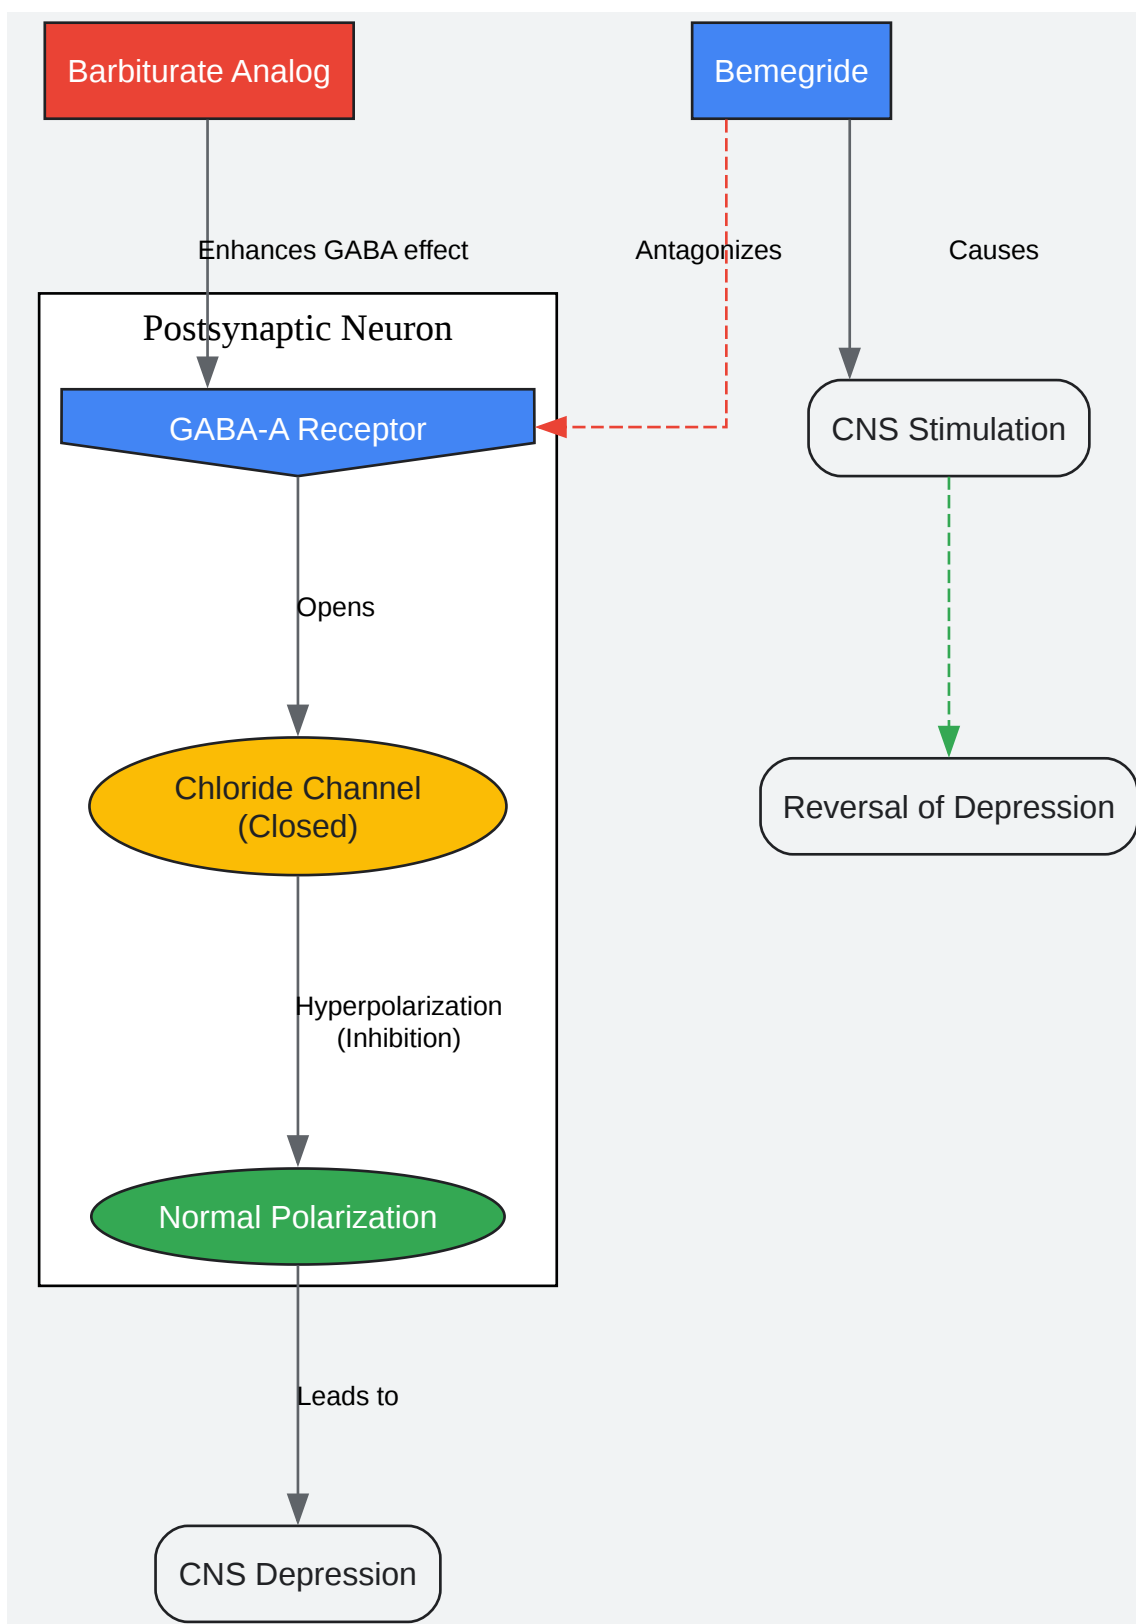 Barbiturate Analog
Bemegride
Enhances GABA effect
Antagonizes
Causes
Postsynaptic Neuron
GABA-A Receptor
CNS Stimulation
Opens
Chloride Channel
(Closed)
Reversal of Depression
Hyperpolarization
(Inhibition)
Normal Polarization
Leads to
CNS Depression